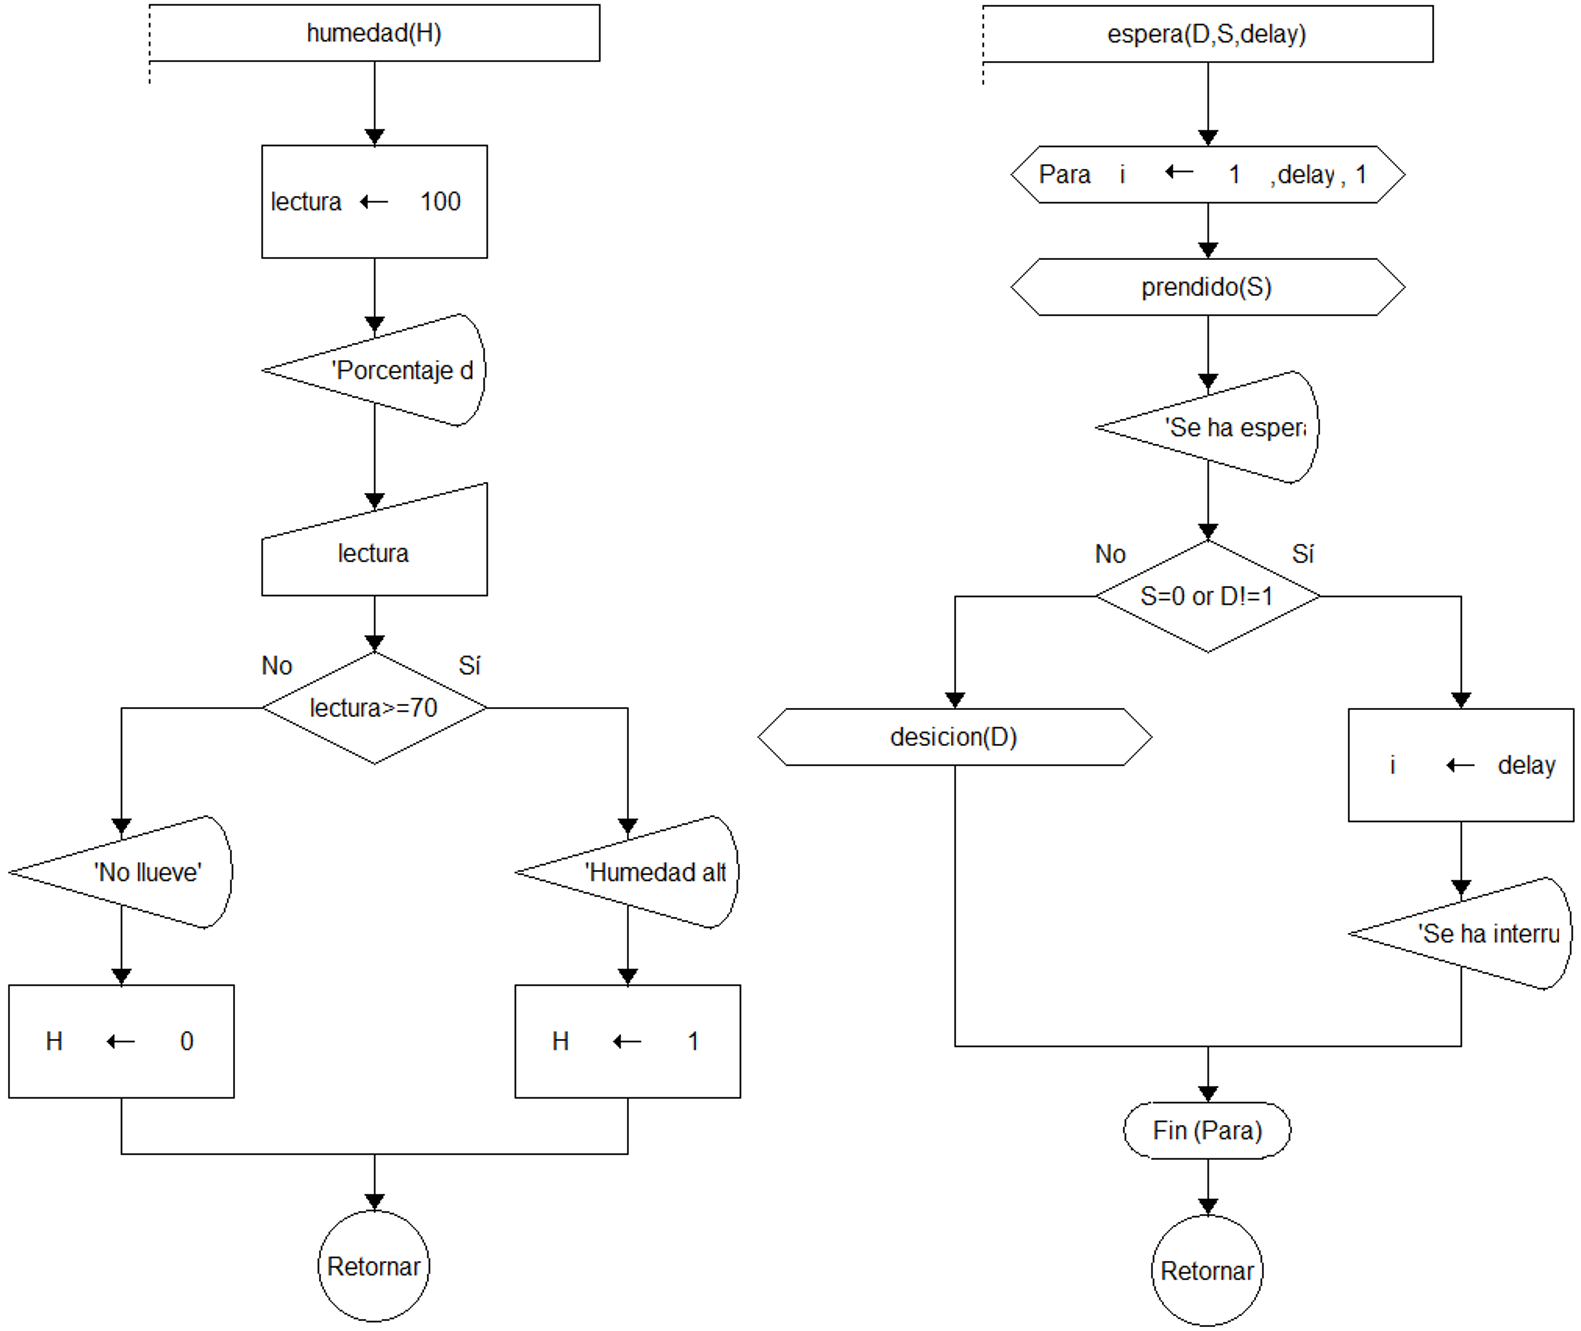 humedad(H)
lectura ← 100
'Porcentaje d
lectura
No
Sí
lectura>=70
'No llueve'
'Humedad alt
H ← 0
H ← 1
Retornar
espera(D,S,delay)
Para i ← 1 ,delay , 1
prendido(S)
'Se ha esper
No
Sí
S=0 or D!=1
desicion(D)
i ← delay
'Se ha interru
Fin (Para)
Retornar